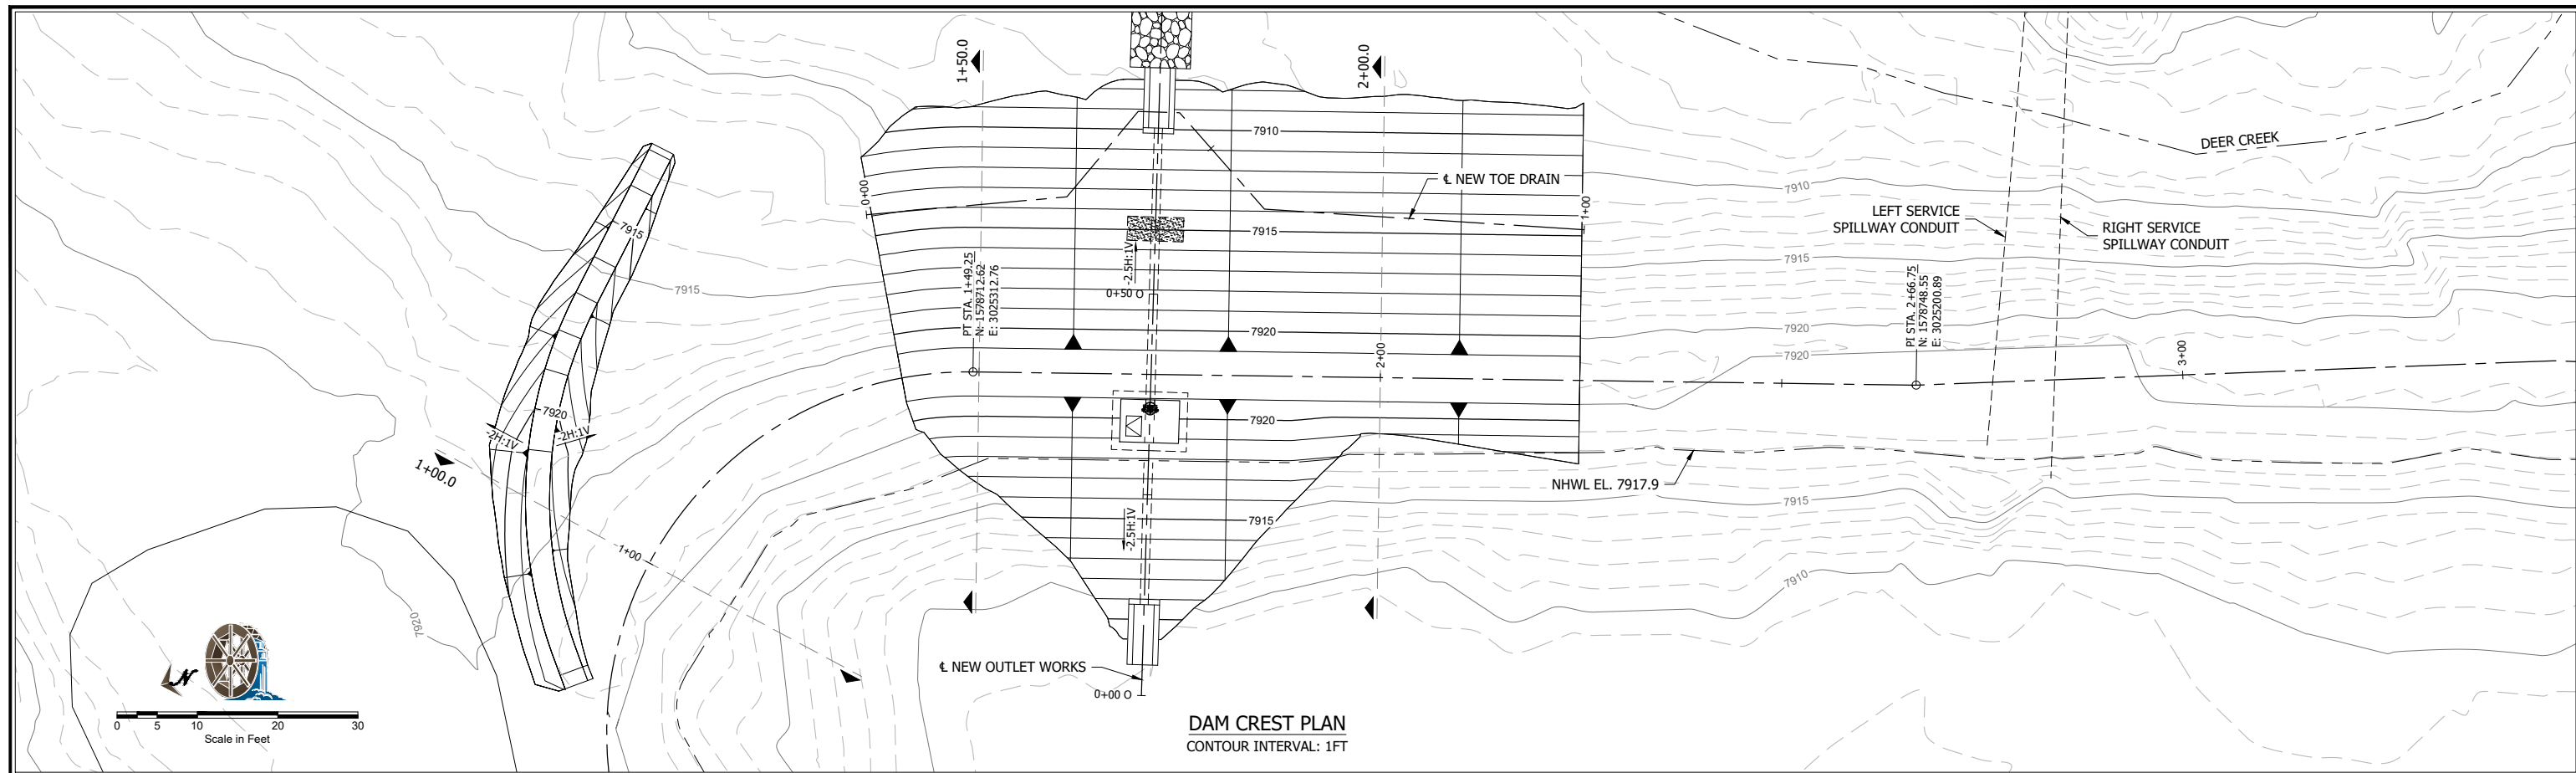 1+50.0
2+00.0
DEER CREEK
7910
℄ NEW TOE DRAIN
7910
0+00
1+00
LEFT SERVICE
SPILLWAY CONDUIT
RIGHT SERVICE
SPILLWAY CONDUIT
7915
7915
7915
7915
-2.5H:1V
0+50 O
PT STA. 1+49.25
N: 1578712.62
E: 3025312.76
PI STA. 2+66.75
N: 1578748.55
E: 3025200.89
7920
7920
7920
2+00
3+00
7920
-2H:1V
-2H:1V
7920
1+00.0
NHWL EL. 7917.9
7915
7915
-2.5H:1V
1+00
7910
7920
N
℄ NEW OUTLET WORKS
0+00 O
0 5 10 20 30
Scale in Feet
DAM CREST PLAN
CONTOUR INTERVAL: 1FT